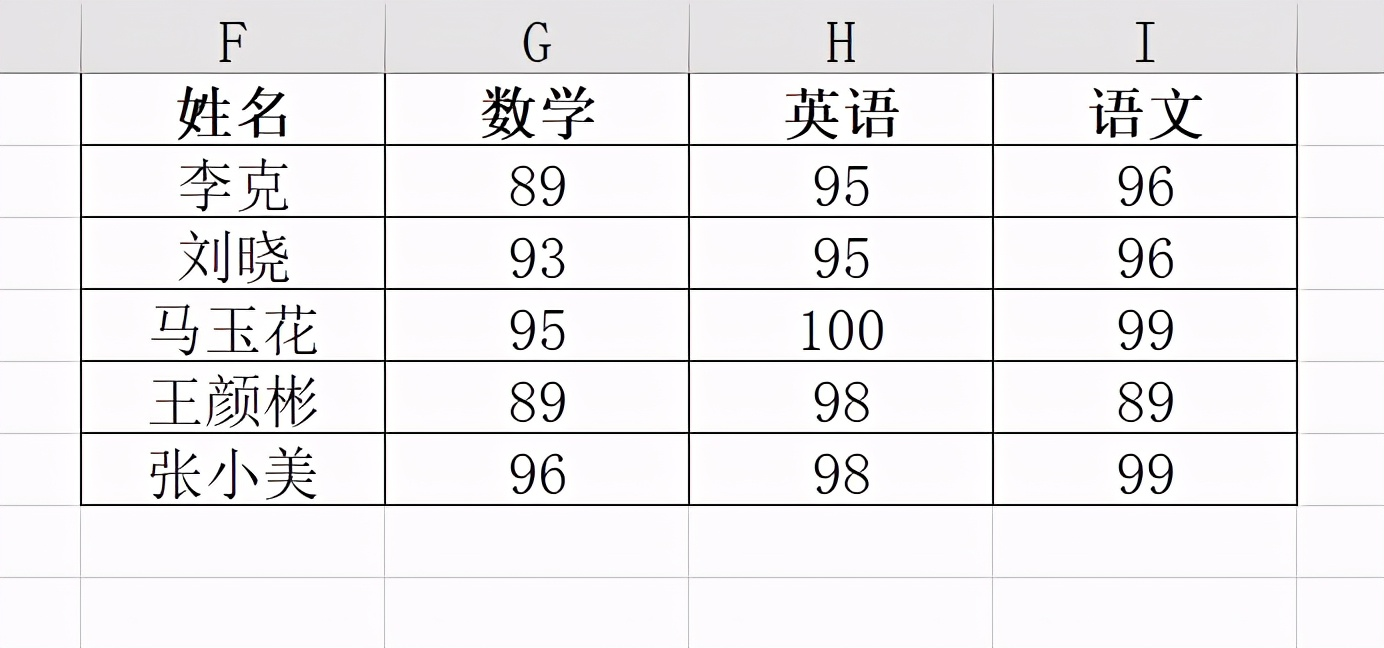 F G H I
姓名 数学 英语 语文
李克 89 95 96
刘晓 93 95 96
马玉花 95 100 99
王颜彬 89 98 89
张小美 96 98 99